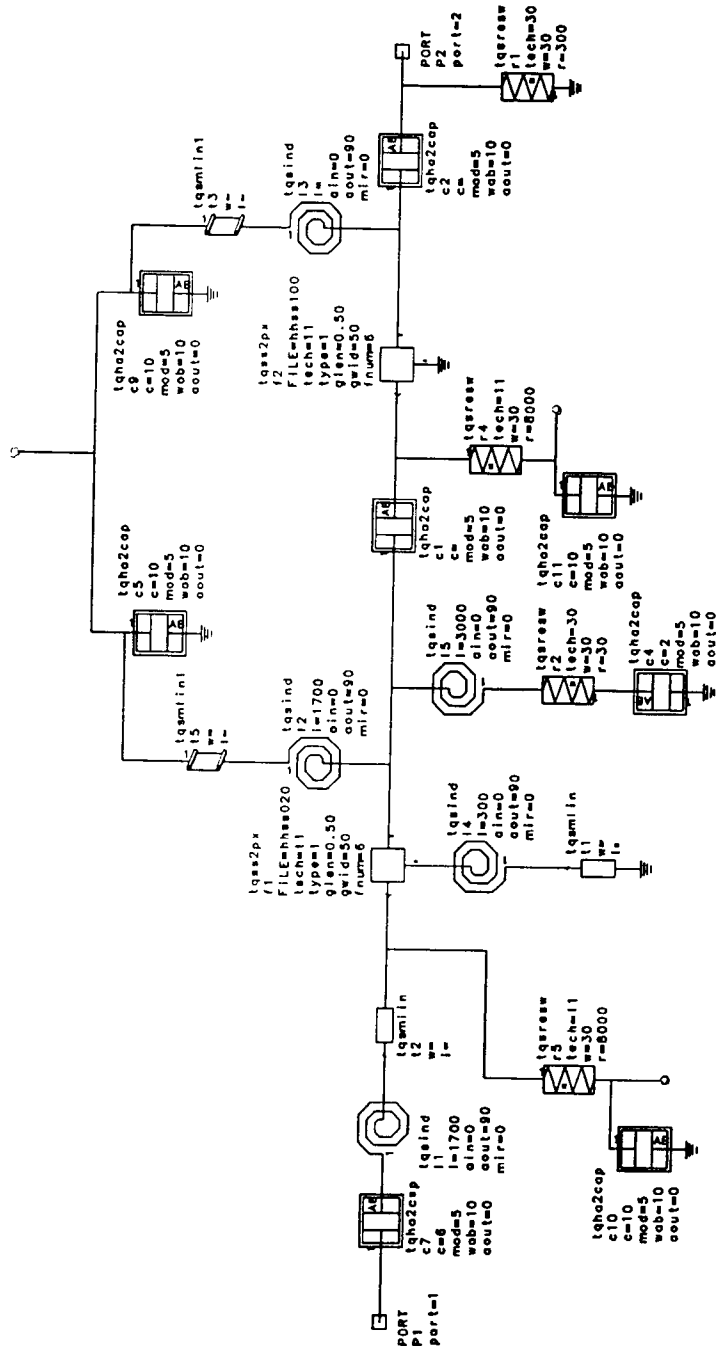 PORT
P1
port=1
tqha2cap
c7
c=6
mod=5
wab=10
aout=0
tqsind
l1
l=1700
ain=0
aout=90
mir=0
tqsmlin
t2
w=
l=
tqha2cap
c10
c=10
mod=5
wab=10
aout=0
tqsresw
r5
tech=11
w=30
r=8000
tqss2px
f1
FILE=hhss020
tech=11
type=1
glen=0.50
gwid=50
fnum=6
tqsind
l4
l=300
ain=0
aout=90
mir=0
tqsmlin
t1
w=
l=
tqsmlin1
t5
w=
l=
tqsind
l2
l=1700
ain=0
aout=90
mir=0
tqha2cap
c5
c=10
mod=5
wab=10
aout=0
tqsind
l5
l=3000
ain=0
aout=90
mir=0
tqsresw
r2
tech=30
w=30
r=30
tqha2cap
c4
c=2
mod=5
wab=10
aout=0
tqha2cap
c1
c=
mod=5
wab=10
aout=0
tqsresw
r4
tech=11
w=30
r=8000
tqha2cap
c11
c=10
mod=5
wab=10
aout=0
tqss2px
f2
FILE=hhss100
tech=11
type=1
glen=0.50
gwid=50
fnum=6
tqha2cap
c9
c=10
mod=5
wab=10
aout=0
tqsmlin1
t3
w=
l=
tqsind
l3
l=
ain=0
aout=90
mir=0
tqha2cap
c2
c=
mod=5
wab=10
aout=0
PORT
P2
port=2
tqsresw
r1
tech=30
w=30
r=300